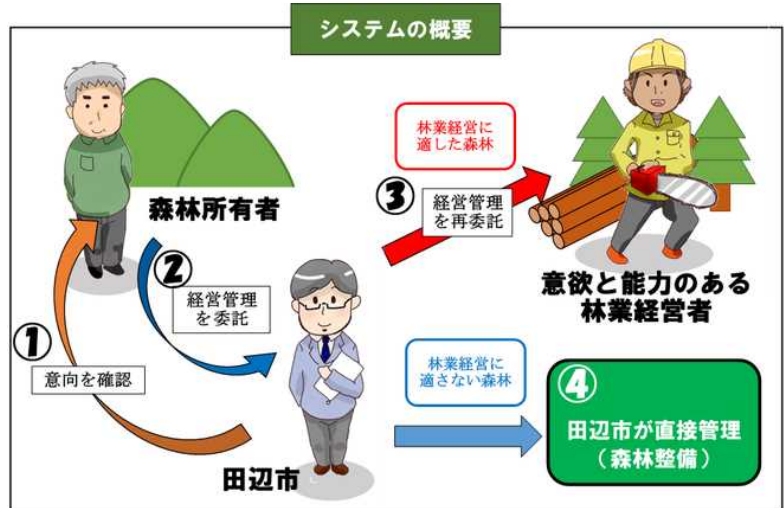 システムの概要
森林所有者
①
意向を確認
②
経営管理
を委託
田辺市
林業経営に
適した森林
③
経営管理
を再委託
意欲と能力のある
林業経営者
林業経営に
適さない森林
④
田辺市が直接管理
（森林整備）